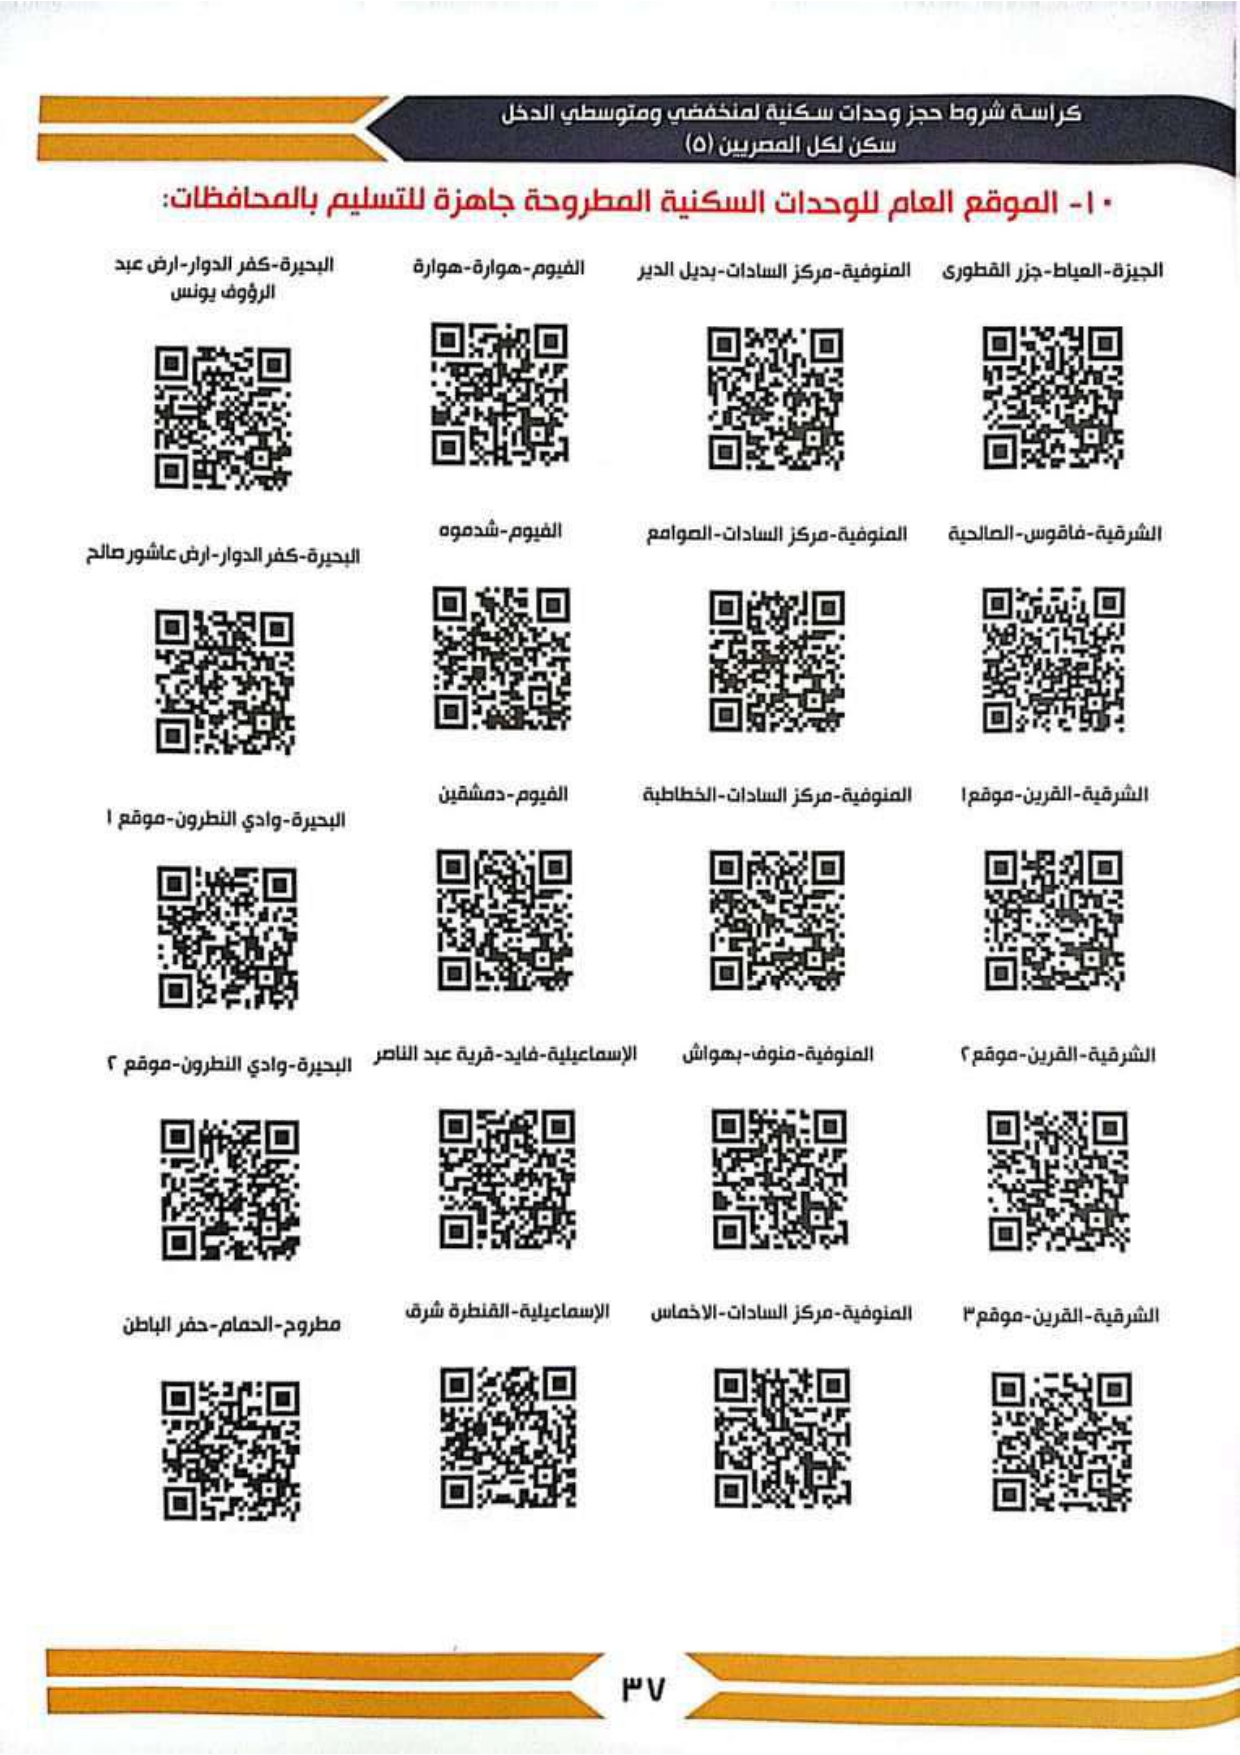 كراسة شروط حجز وحدات سكنية لمنخفضي ومتوسطي الدخل
سكن لكل المصريين (٥)
١٠- الموقع العام للوحدات السكنية المطروحة جاهزة للتسليم بالمحافظات:
الجيزة-العياط-جزر القطورى
المنوفية-مركز السادات-بديل الدير
الفيوم-هوارة-هوارة
البحيرة-كفر الدوار-ارض عبد
الرؤوف يونس
الشرقية-فاقوس-الصالحية
المنوفية-مركز السادات-الصوامع
الفيوم-شدموه
البحيرة-كفر الدوار-ارض عاشور صالح
الشرقية-القرين-موقع١
المنوفية-مركز السادات-الخطاطبة
الفيوم-دمشقين
البحيرة-وادي النطرون-موقع ١
الشرقية-القرين-موقع٢
المنوفية-منوف-بهواش
الإسماعيلية-فايد-قرية عبد الناصر
البحيرة-وادي النطرون-موقع ٢
الشرقية-القرين-موقع٣
المنوفية-مركز السادات-الاخماس
الإسماعيلية-القنطرة شرق
مطروح-الحمام-حفر الباطن
٣٧